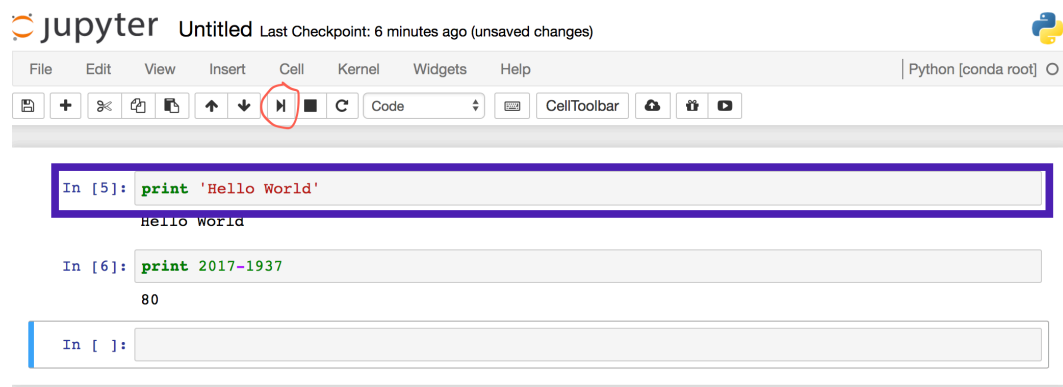 jupyter Untitled Last Checkpoint: 6 minutes ago (unsaved changes)
File Edit View Insert Cell Kernel Widgets Help Python [conda root]
Code CellToolbar
In [5]: print 'Hello World'
Hello World
In [6]: print 2017-1937
80
In [ ]: